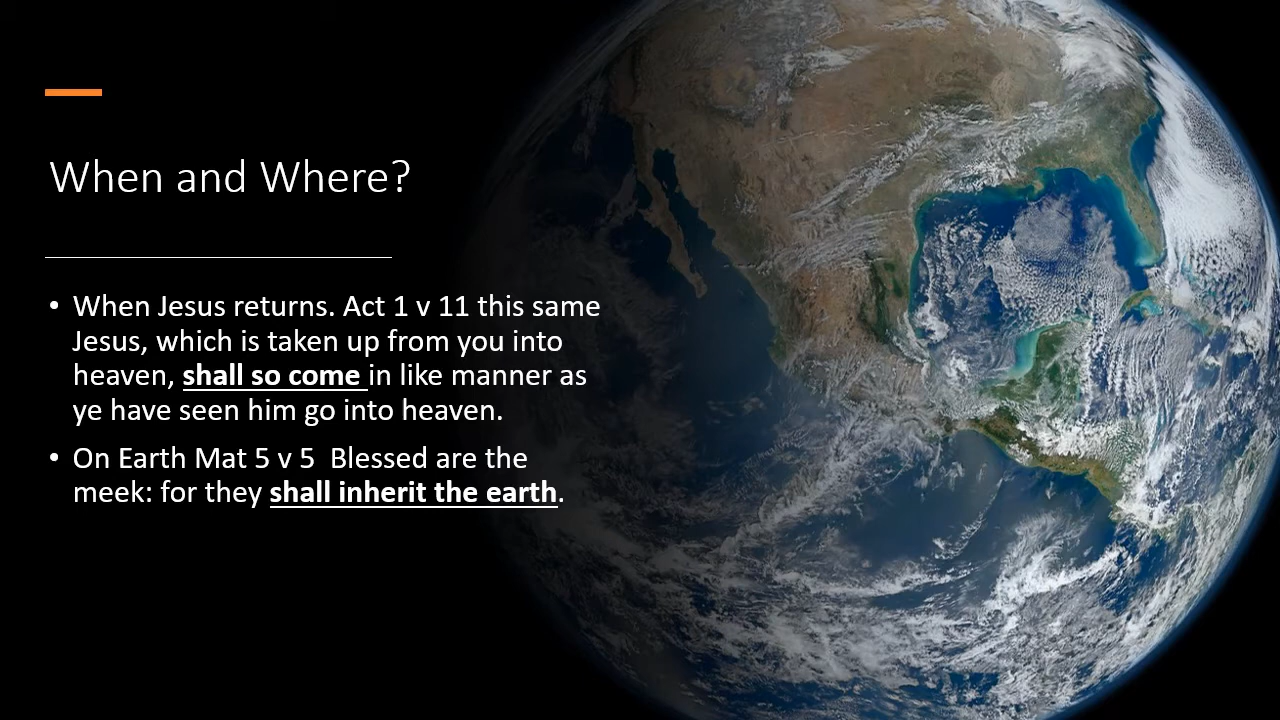 When and Where?
• When Jesus returns. Act 1 v 11 this same
Jesus, which is taken up from you into
heaven, shall so come in like manner as
ye have seen him go into heaven.
• On Earth Mat 5 v 5  Blessed are the
meek: for they shall inherit the earth.